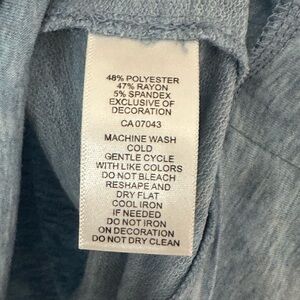 48% POLYESTER
47% RAYON
5% SPANDEX
EXCLUSIVE OF
DECORATION
CA 07043
MACHINE WASH
COLD
GENTLE CYCLE
WITH LIKE COLORS
DO NOT BLEACH
RESHAPE AND
DRY FLAT
COOL IRON
IF NEEDED
DO NOT IRON
ON DECORATION
DO NOT DRY CLEAN